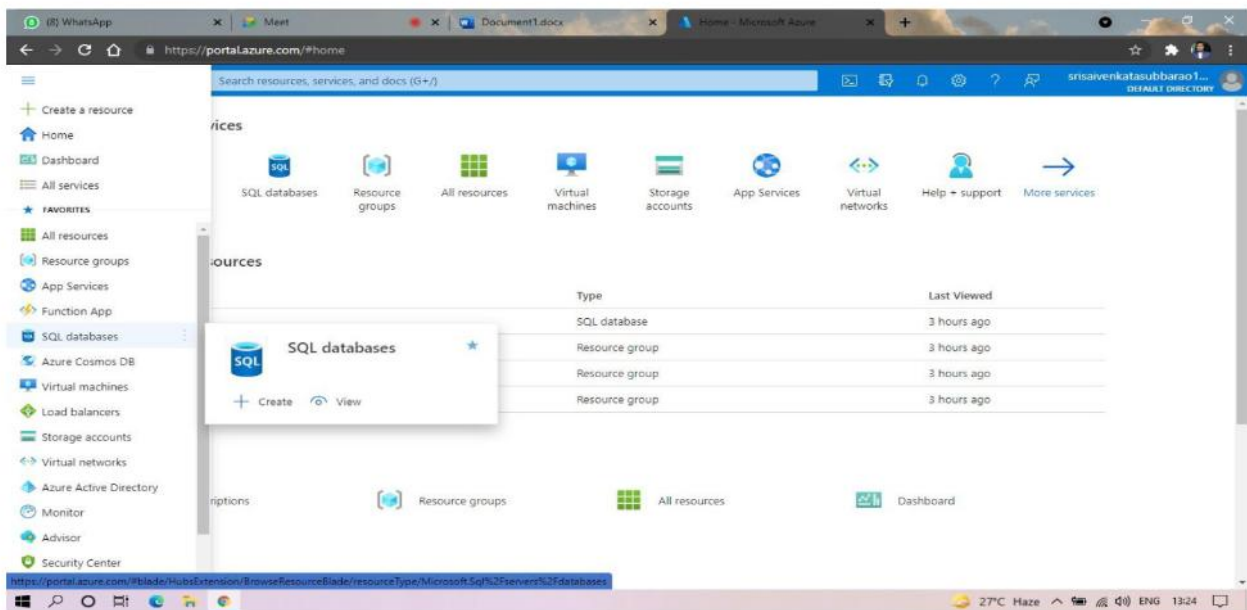 (8) WhatsApp
Meet
Document1.docx
Home - Microsoft Azure
https://portal.azure.com/#home
Search resources, services, and docs (G+/)
srisaivenkatasubbarao1...
DEFAULT DIRECTORY
Create a resource
Home
Dashboard
All services
FAVORITES
All resources
Resource groups
App Services
Function App
SQL databases
Azure Cosmos DB
Virtual machines
Load balancers
Storage accounts
Virtual networks
Azure Active Directory
Monitor
Advisor
Security Center
vices
SQL
SQL databases
Resource
groups
All resources
Virtual
machines
Storage
accounts
App Services
Virtual
networks
Help + support
More services
ources
Type
Last Viewed
SQL database
3 hours ago
Resource group
3 hours ago
Resource group
3 hours ago
Resource group
3 hours ago
SQL
SQL databases
Create
View
riptions
Resource groups
All resources
Dashboard
https://portal.azure.com/#blade/HubsExtension/BrowseResourceBlade/resourceType/Microsoft.Sql%2Fservers%2Fdatabases
27°C Haze
ENG
13:24